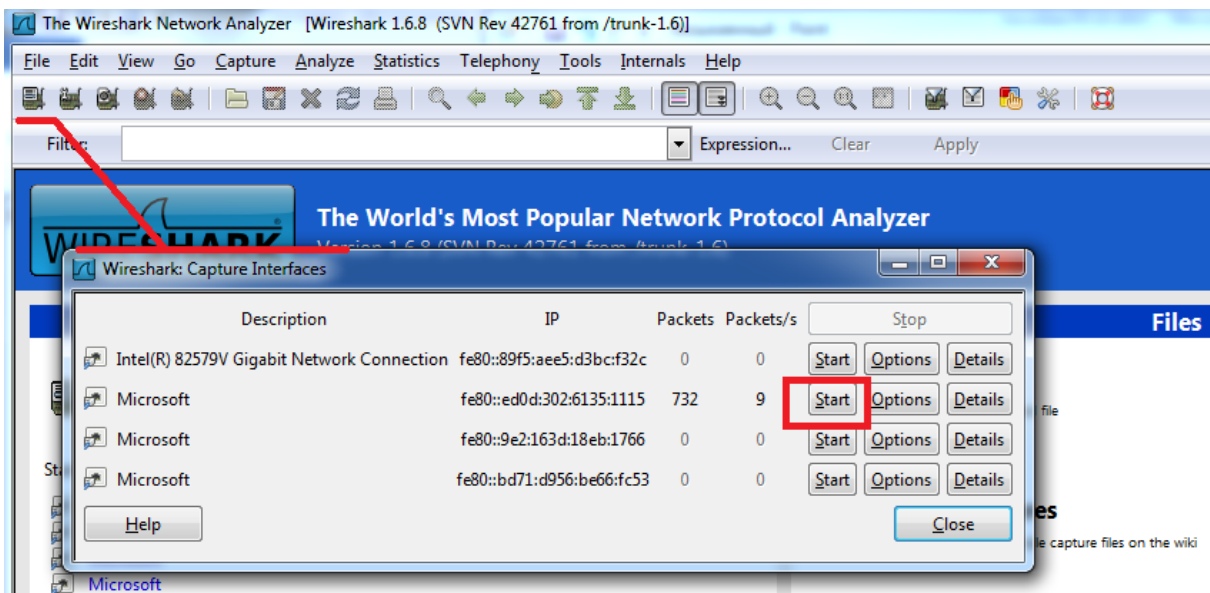 The Wireshark Network Analyzer [Wireshark 1.6.8 (SVN Rev 42761 from /trunk-1.6)]
File Edit View Go Capture Analyze Statistics Telephony Tools Internals Help
Filter: Expression... Clear Apply
WIRESHARK The World's Most Popular Network Protocol Analyzer
Version 1.6.8 (SVN Rev 42761 from /trunk-1.6)
Wireshark: Capture Interfaces
Description IP Packets Packets/s Stop
Files
Intel(R) 82579V Gigabit Network Connection fe80::89f5:aee5:d3bc:f32c 0 0 Start Options Details
Microsoft fe80::ed0d:302:6135:1115 732 9 Start Options Details
file
Microsoft fe80::9e2:163d:18eb:1766 0 0 Start Options Details
Microsoft fe80::bd71:d956:be66:fc53 0 0 Start Options Details
Help Close
capture files on the wiki
Microsoft